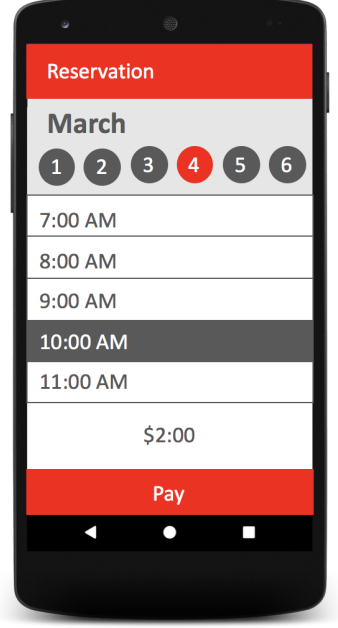 Reservation
March
1 2 3 4 5 6
7:00 AM
8:00 AM
9:00 AM
10:00 AM
11:00 AM
$2:00
Pay